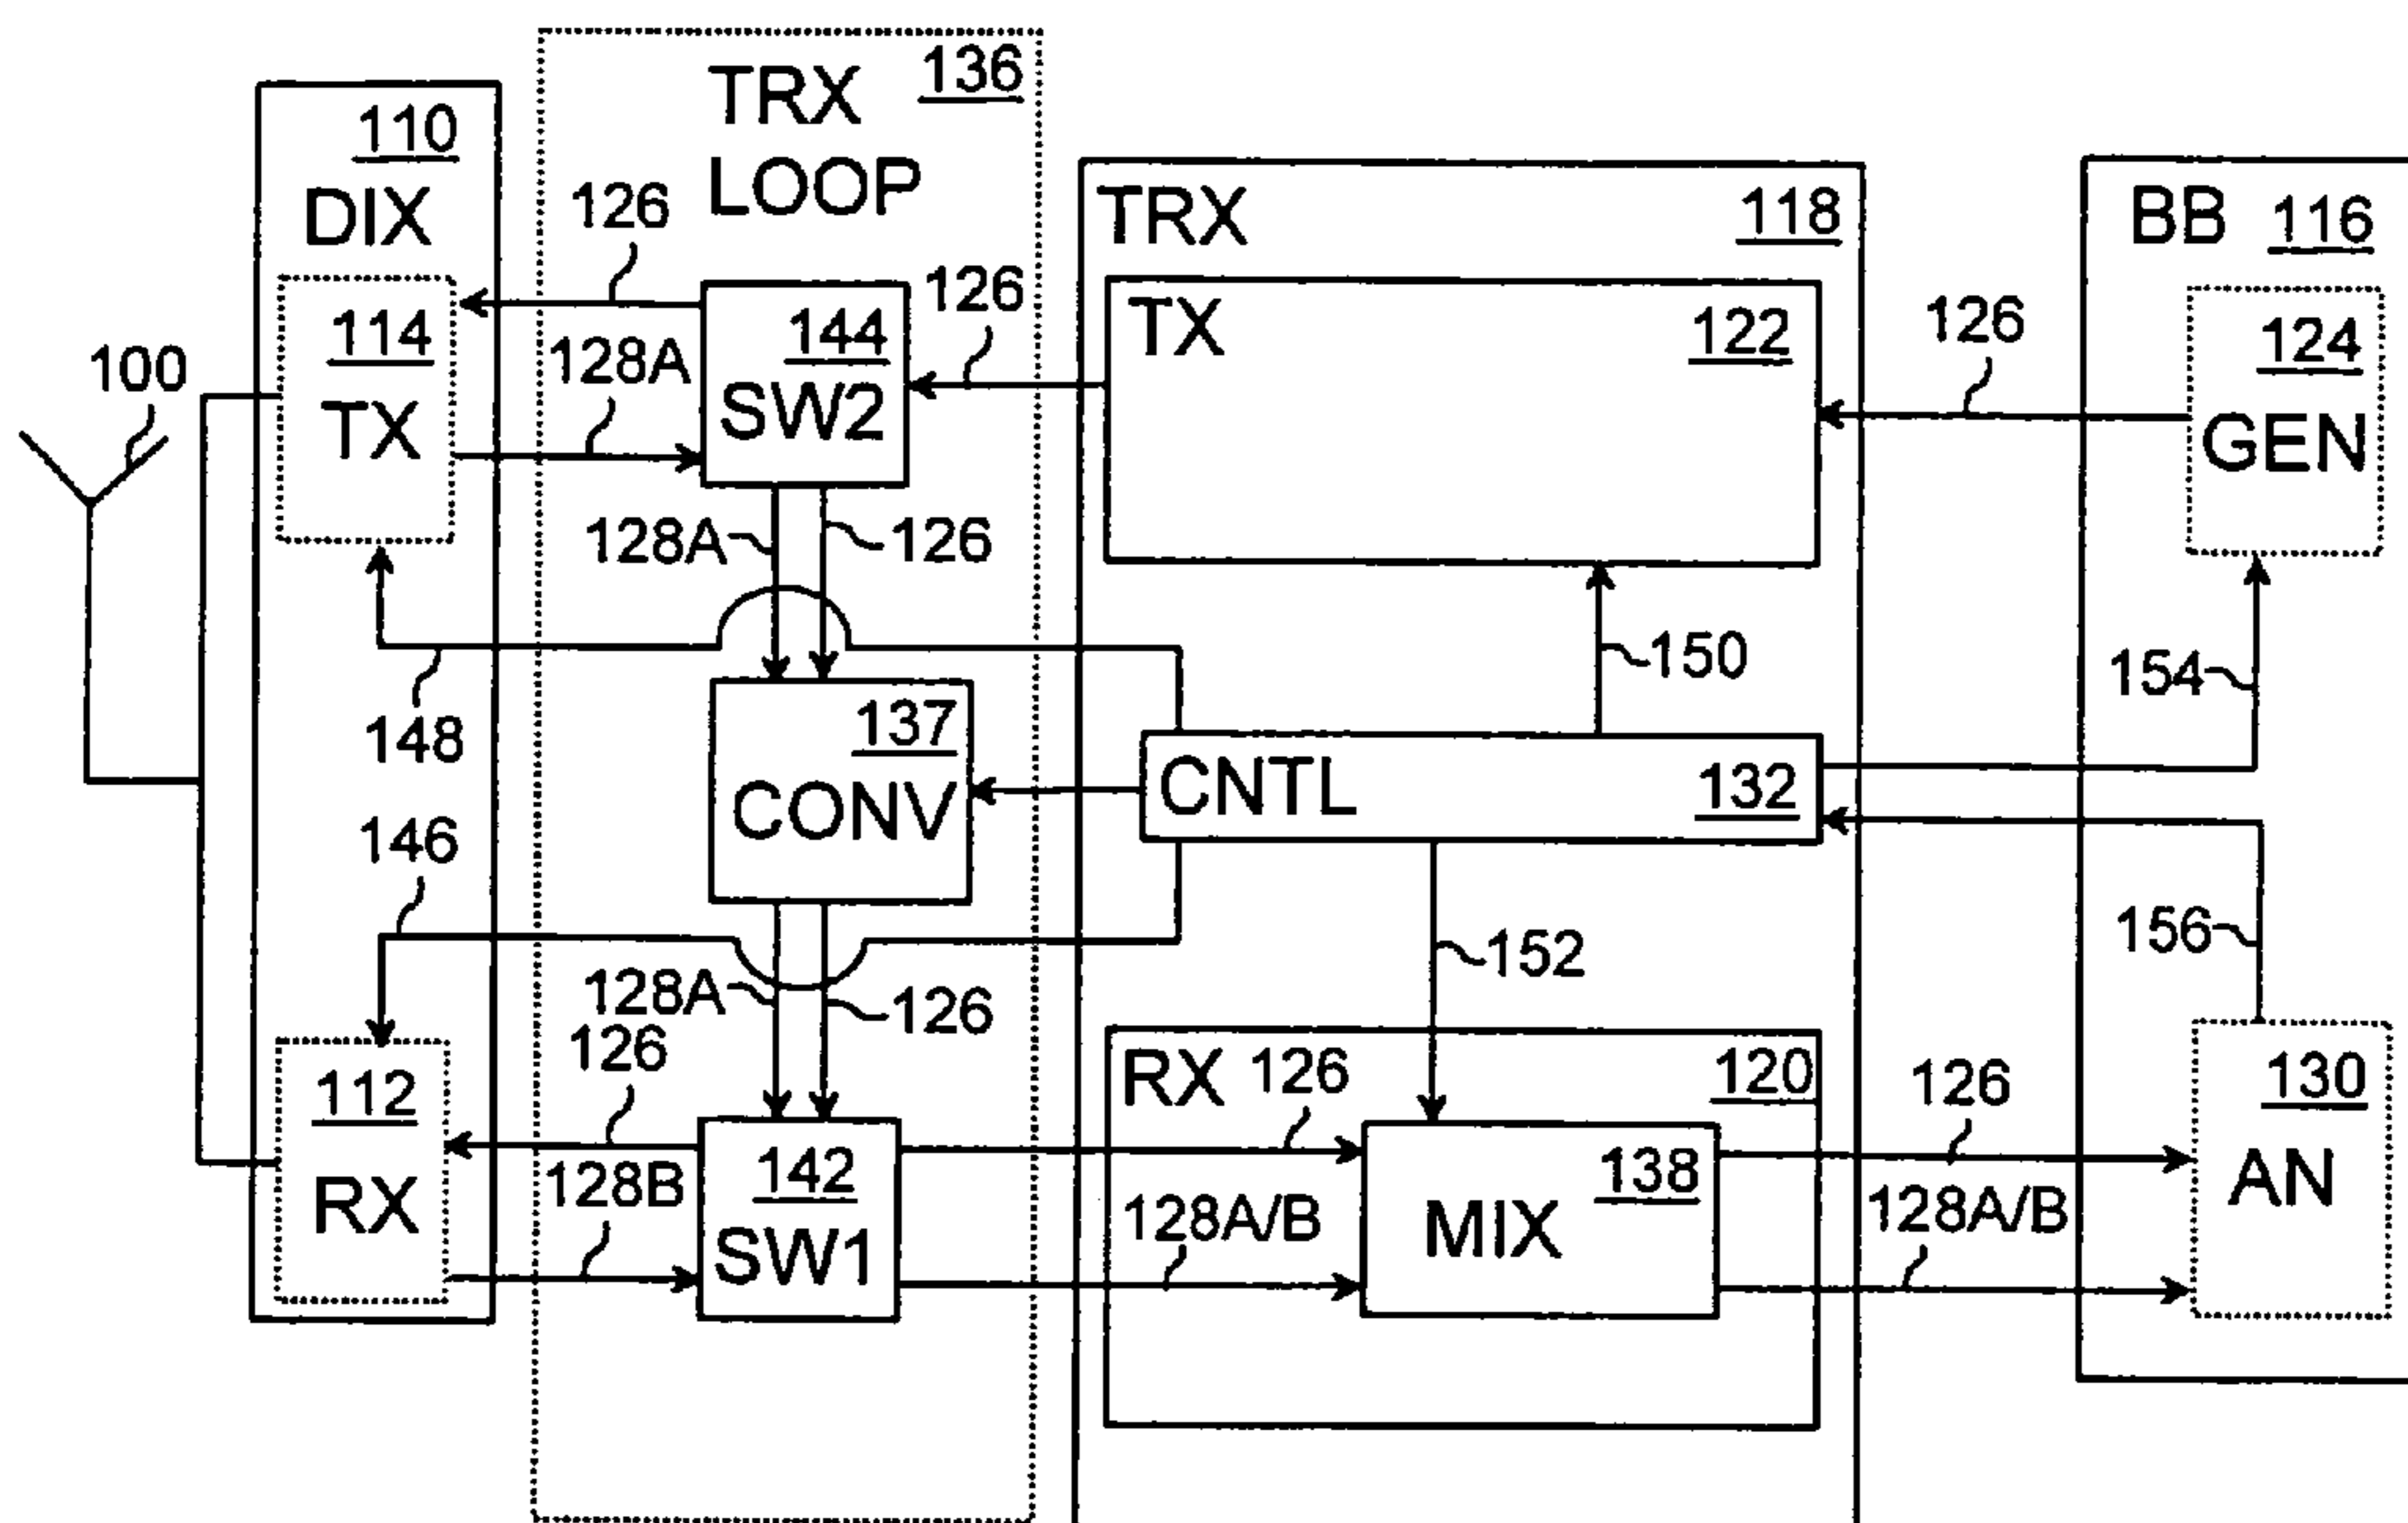 110
DIX
114
TX
100
148
146
112
RX
TRX
LOOP
136
126
128A
144
SW2
126
128A
126
137
CONV
128A
126
126
128B
142
SW1
TRX
118
TX
122
150
CNTL
132
152
RX
126
120
128A/B
138
MIX
126
154
156
126
128A/B
BB
116
124
GEN
130
AN